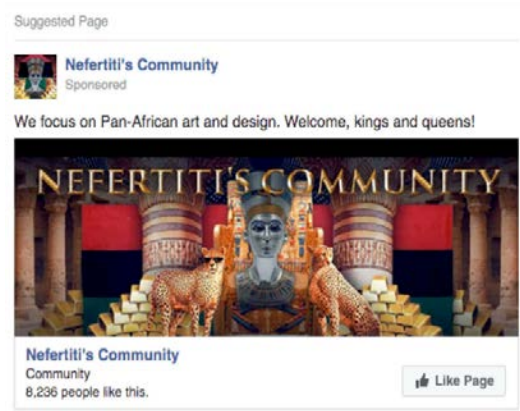 Suggested Page
Nefertiti's Community
Sponsored
We focus on Pan-African art and design. Welcome, kings and queens!
NEFERTITI'S COMMUNITY
Nefertiti's Community
Community
8,236 people like this.
Like Page